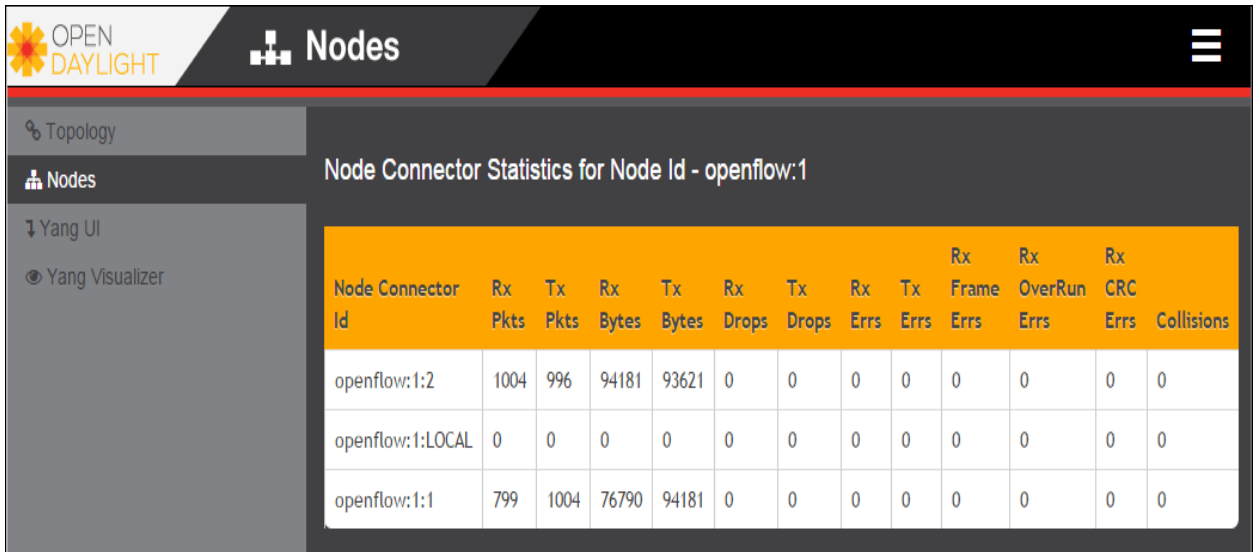 OPEN
DAYLIGHT
Nodes
Topology
Nodes
Yang UI
Yang Visualizer
Node Connector Statistics for Node Id - openflow:1
Node Connector Id Rx Pkts Tx Pkts Rx Bytes Tx Bytes Rx Drops Tx Drops Rx Errs Tx Errs Rx Frame Errs Rx OverRun Errs Rx CRC Errs Collisions
openflow:1:2 1004 996 94181 93621 0 0 0 0 0 0 0 0
openflow:1:LOCAL 0 0 0 0 0 0 0 0 0 0 0 0
openflow:1:1 799 1004 76790 94181 0 0 0 0 0 0 0 0